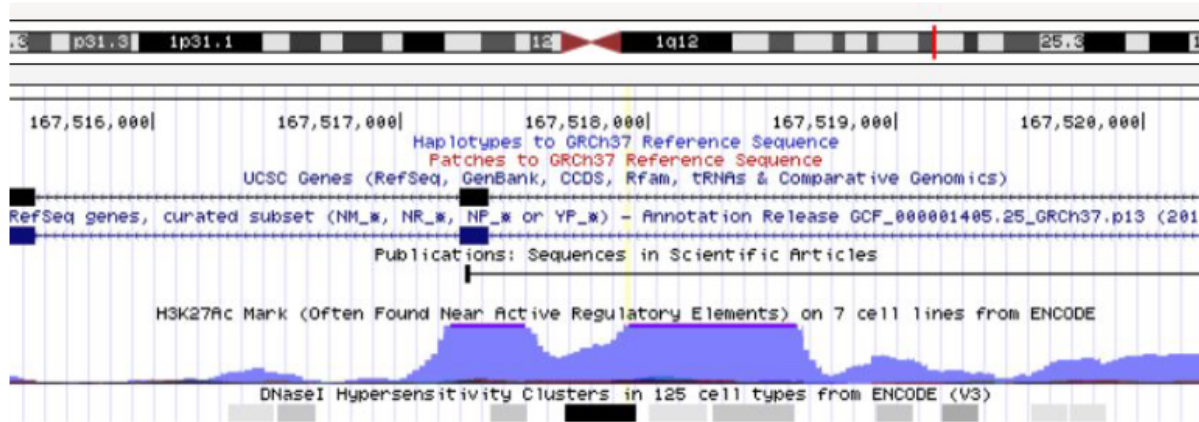 .3 p31.3 1p31.1 12 1q12 25.3
167,516,000| 167,517,000| 167,518,000| 167,519,000| 167,520,000|
Haplotypes to GRCh37 Reference Sequence
Patches to GRCh37 Reference Sequence
UCSC Genes (RefSeq, GenBank, CCDS, Rfam, tRNAs & Comparative Genomics)
RefSeq genes, curated subset (NM_*, NR_*, NP_* or YP_*) - Annotation Release GCF_000001405.25_GRCh37.p13 (201
Publications: Sequences in Scientific Articles
H3K27Ac Mark (Often Found Near Active Regulatory Elements) on 7 cell lines from ENCODE
DNaseI Hypersensitivity Clusters in 125 cell types from ENCODE (V3)